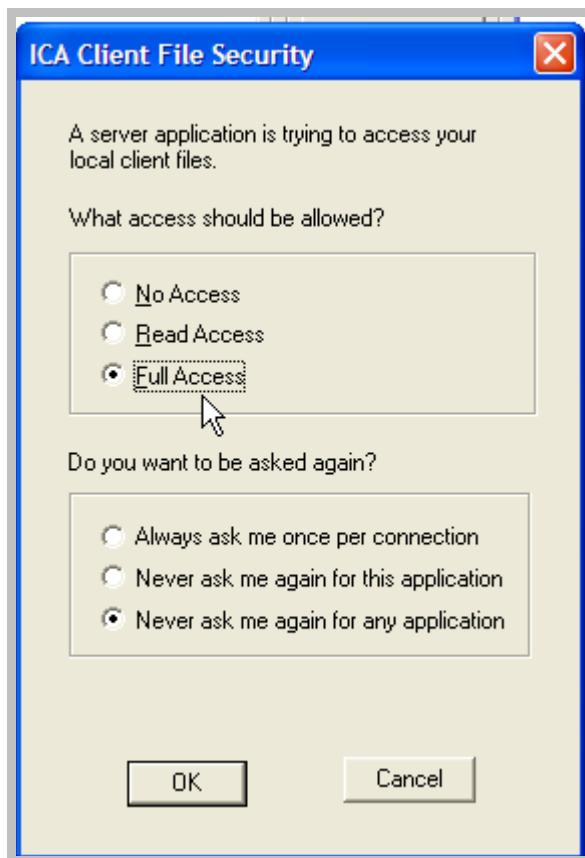 ICA Client File Security
A server application is trying to access your
local client files.
What access should be allowed?
No Access
Read Access
Full Access
Do you want to be asked again?
Always ask me once per connection
Never ask me again for this application
Never ask me again for any application
OK
Cancel